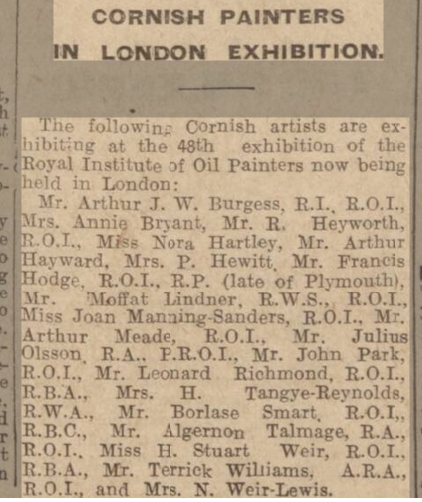 CORNISH PAINTERS
IN LONDON EXHIBITION.
The following Cornish artists are ex-
hibiting at the 48th exhibition of the
Royal Institute of Oil Painters now being
held in London:
Mr. Arthur J. W. Burgess, R.I., R.O.I.,
Mrs. Annie Bryant, Mr. R. Heyworth,
R.O.I., Miss Nora Hartley, Mr. Arthur
Hayward, Mrs. P. Hewitt, Mr. Francis
Hodge, R.O.I., R.P. (late of Plymouth),
Mr. Moffat Lindner, R.W.S., R.O.I.,
Miss Joan Manning-Sanders, R.O.I., Mr.
Arthur Meade, R.O.I., Mr. Julius
Olsson, R.A., P.R.O.I., Mr. John Park,
R.O.I., Mr. Leonard Richmond, R.O.I.,
R.B.A., Mrs. H. Tangye-Reynolds,
R.W.A., Mr. Borlase Smart, R.O.I.,
R.B.C., Mr. Algernon Talmage, R.A.,
R.O.I., Miss H. Stuart Weir, R.O.I.,
R.B.A., Mr. Terrick Williams, A.R.A.,
R.O.I., and Mrs. N. Weir-Lewis.